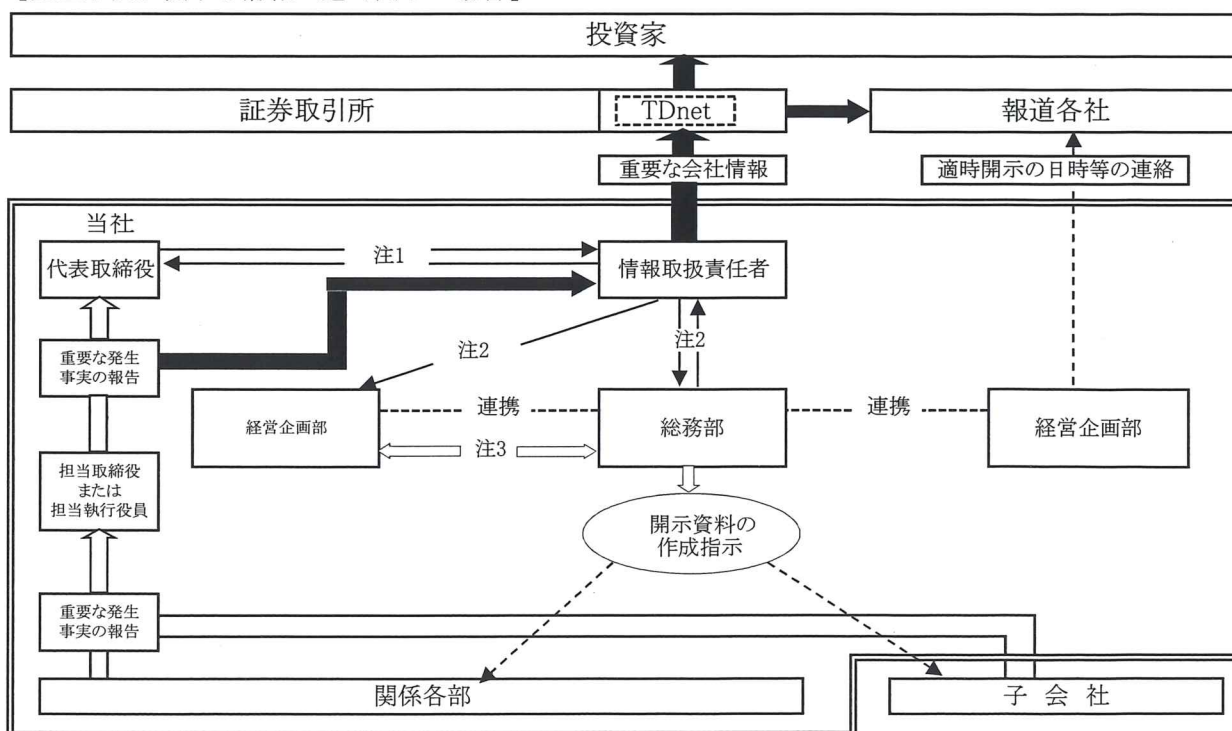 投資家
証券取引所
TDnet
報道各社
重要な会社情報
適時開示の日時等の連絡
当社
代表取締役
注1
情報取扱責任者
重要な発生
事実の報告
注2
注2
経営企画部
連携
総務部
連携
経営企画部
注3
担当取締役
または
担当執行役員
開示資料の
作成指示
重要な発生
事実の報告
関係各部
子 会 社